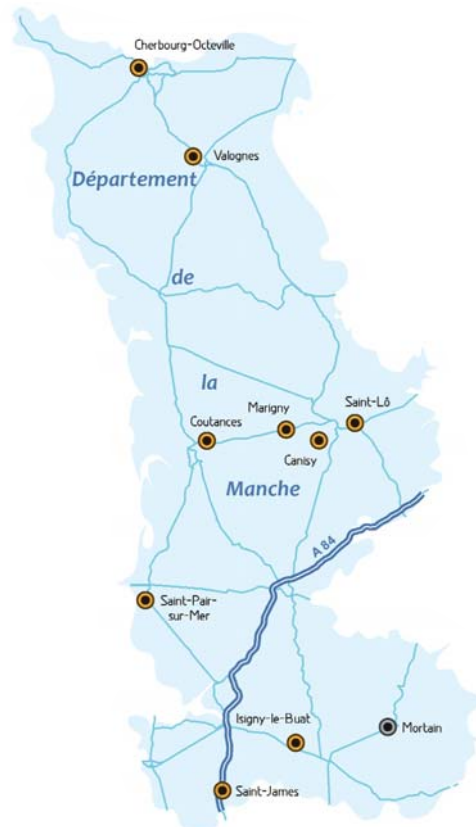 Cherbourg-Octeville
Valognes
Département
de
la
Marigny
Saint-Lô
Coutances
Canisy
Manche
A 84
Saint-Pair-
sur-Mer
Isigny-le-Buat
Mortain
Saint-James